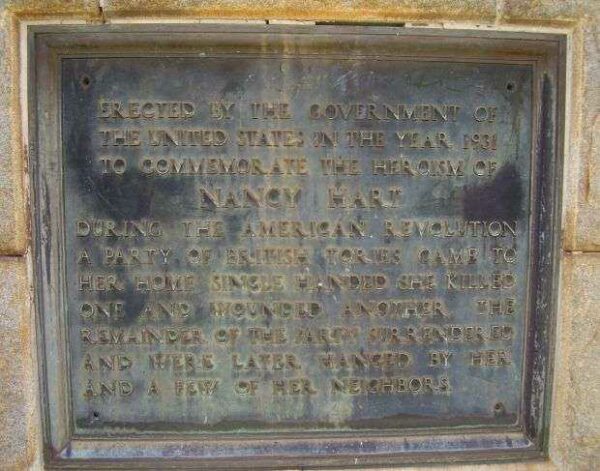 ERECTED BY THE GOVERNMENT OF
THE UNITED STATES IN THE YEAR 1931
TO COMMEMORATE THE HEROISM OF
NANCY HART
DURING THE AMERICAN REVOLUTION
A PARTY OF BRITISH TORIES CAME TO
HER HOME SINGLE HANDED SHE KILLED
ONE AND WOUNDED ANOTHER THE
REMAINDER OF THE PARTY SURRENDERED
AND WERE LATER HANGED BY HER
AND A FEW OF HER NEIGHBORS